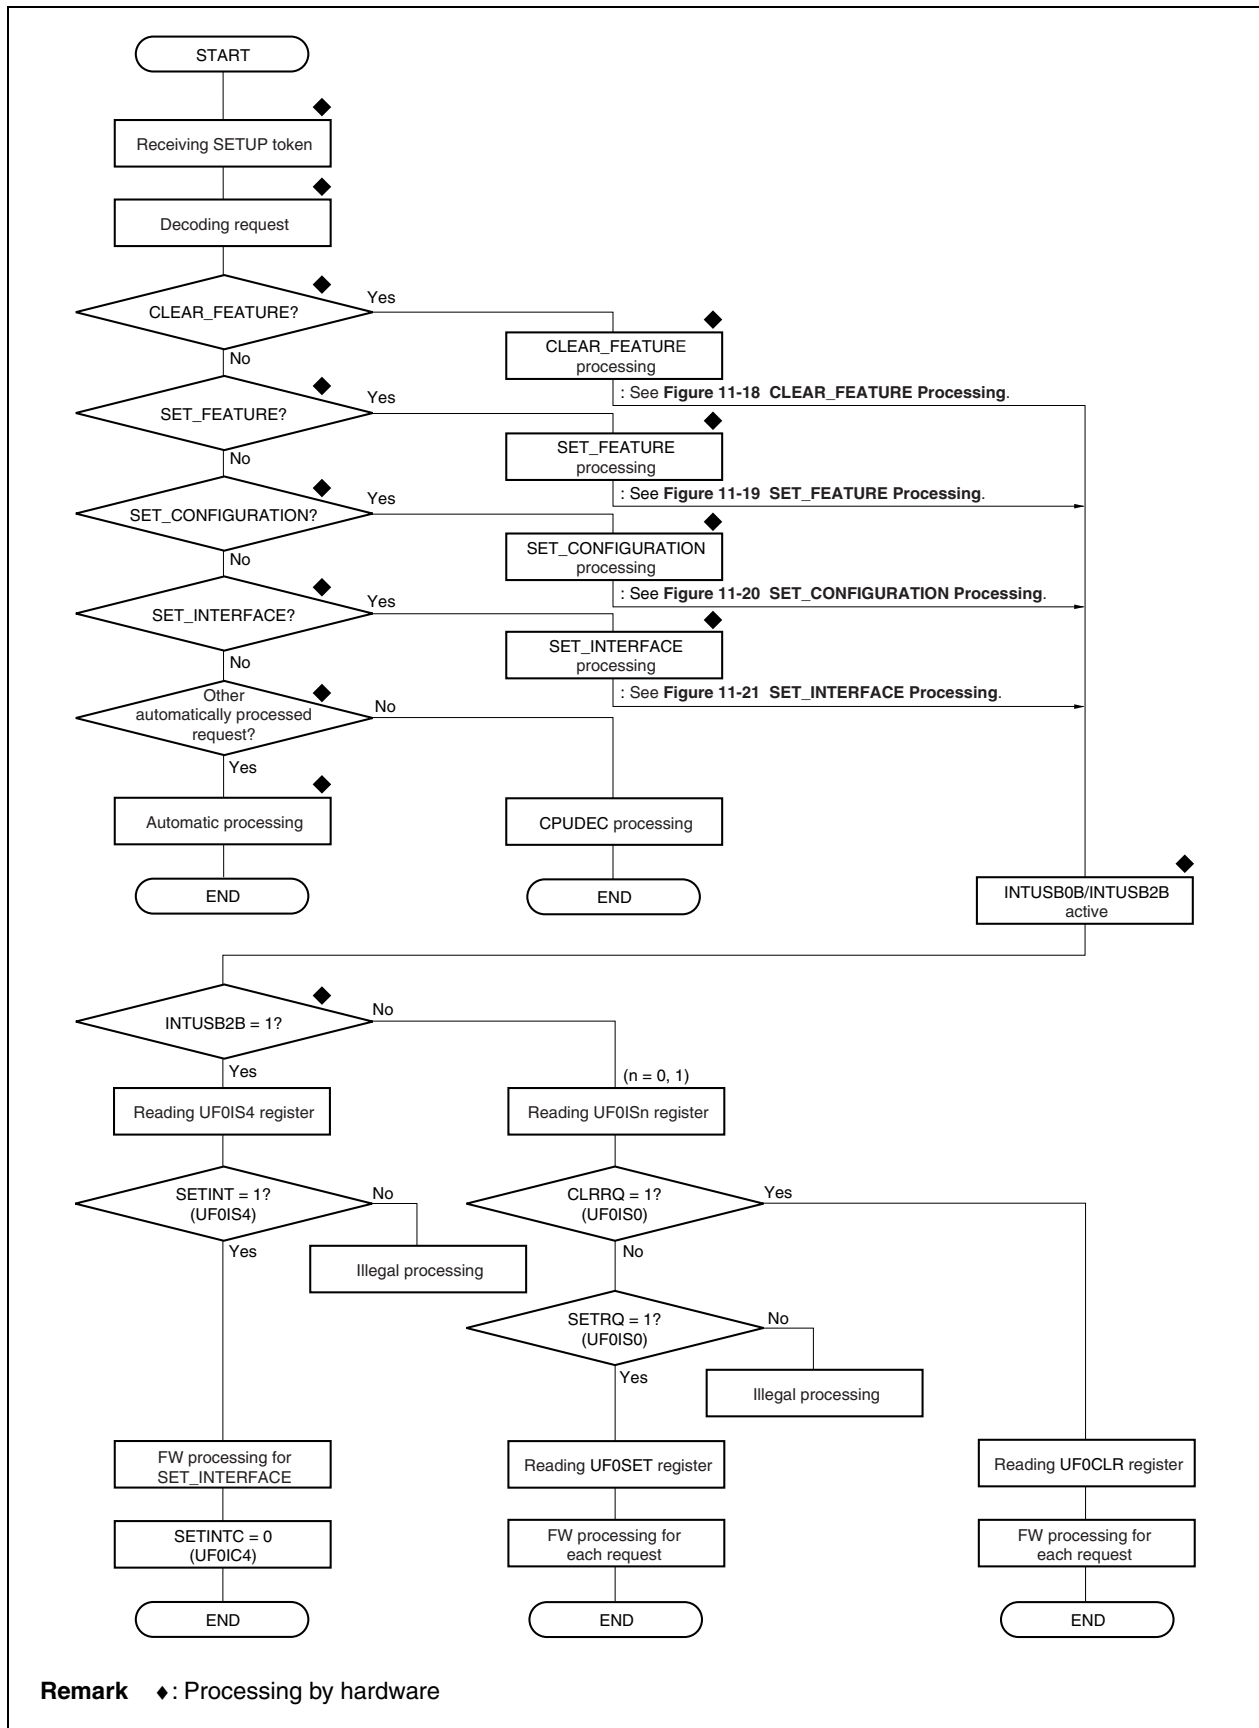 START
Receiving SETUP token
Decoding request
CLEAR_FEATURE?
Yes
No
CLEAR_FEATURE
processing
: See Figure 11-18 CLEAR_FEATURE Processing.
SET_FEATURE?
Yes
No
SET_FEATURE
processing
: See Figure 11-19 SET_FEATURE Processing.
SET_CONFIGURATION?
Yes
No
SET_CONFIGURATION
processing
: See Figure 11-20 SET_CONFIGURATION Processing.
SET_INTERFACE?
Yes
No
SET_INTERFACE
processing
: See Figure 11-21 SET_INTERFACE Processing.
Other
automatically processed
request?
No
Yes
Automatic processing
CPUDEC processing
END
END
INTUSB0B/INTUSB2B
active
INTUSB2B = 1?
No
Yes
(n = 0, 1)
Reading UF0IS4 register
Reading UF0ISn register
SETINT = 1?
(UF0IS4)
No
Yes
Illegal processing
CLRRQ = 1?
(UF0IS0)
Yes
No
SETRQ = 1?
(UF0IS0)
No
Yes
Illegal processing
FW processing for
SET_INTERFACE
Reading UF0SET register
Reading UF0CLR register
SETINTC = 0
(UF0IC4)
FW processing for
each request
FW processing for
each request
END
END
END
Remark ♦: Processing by hardware